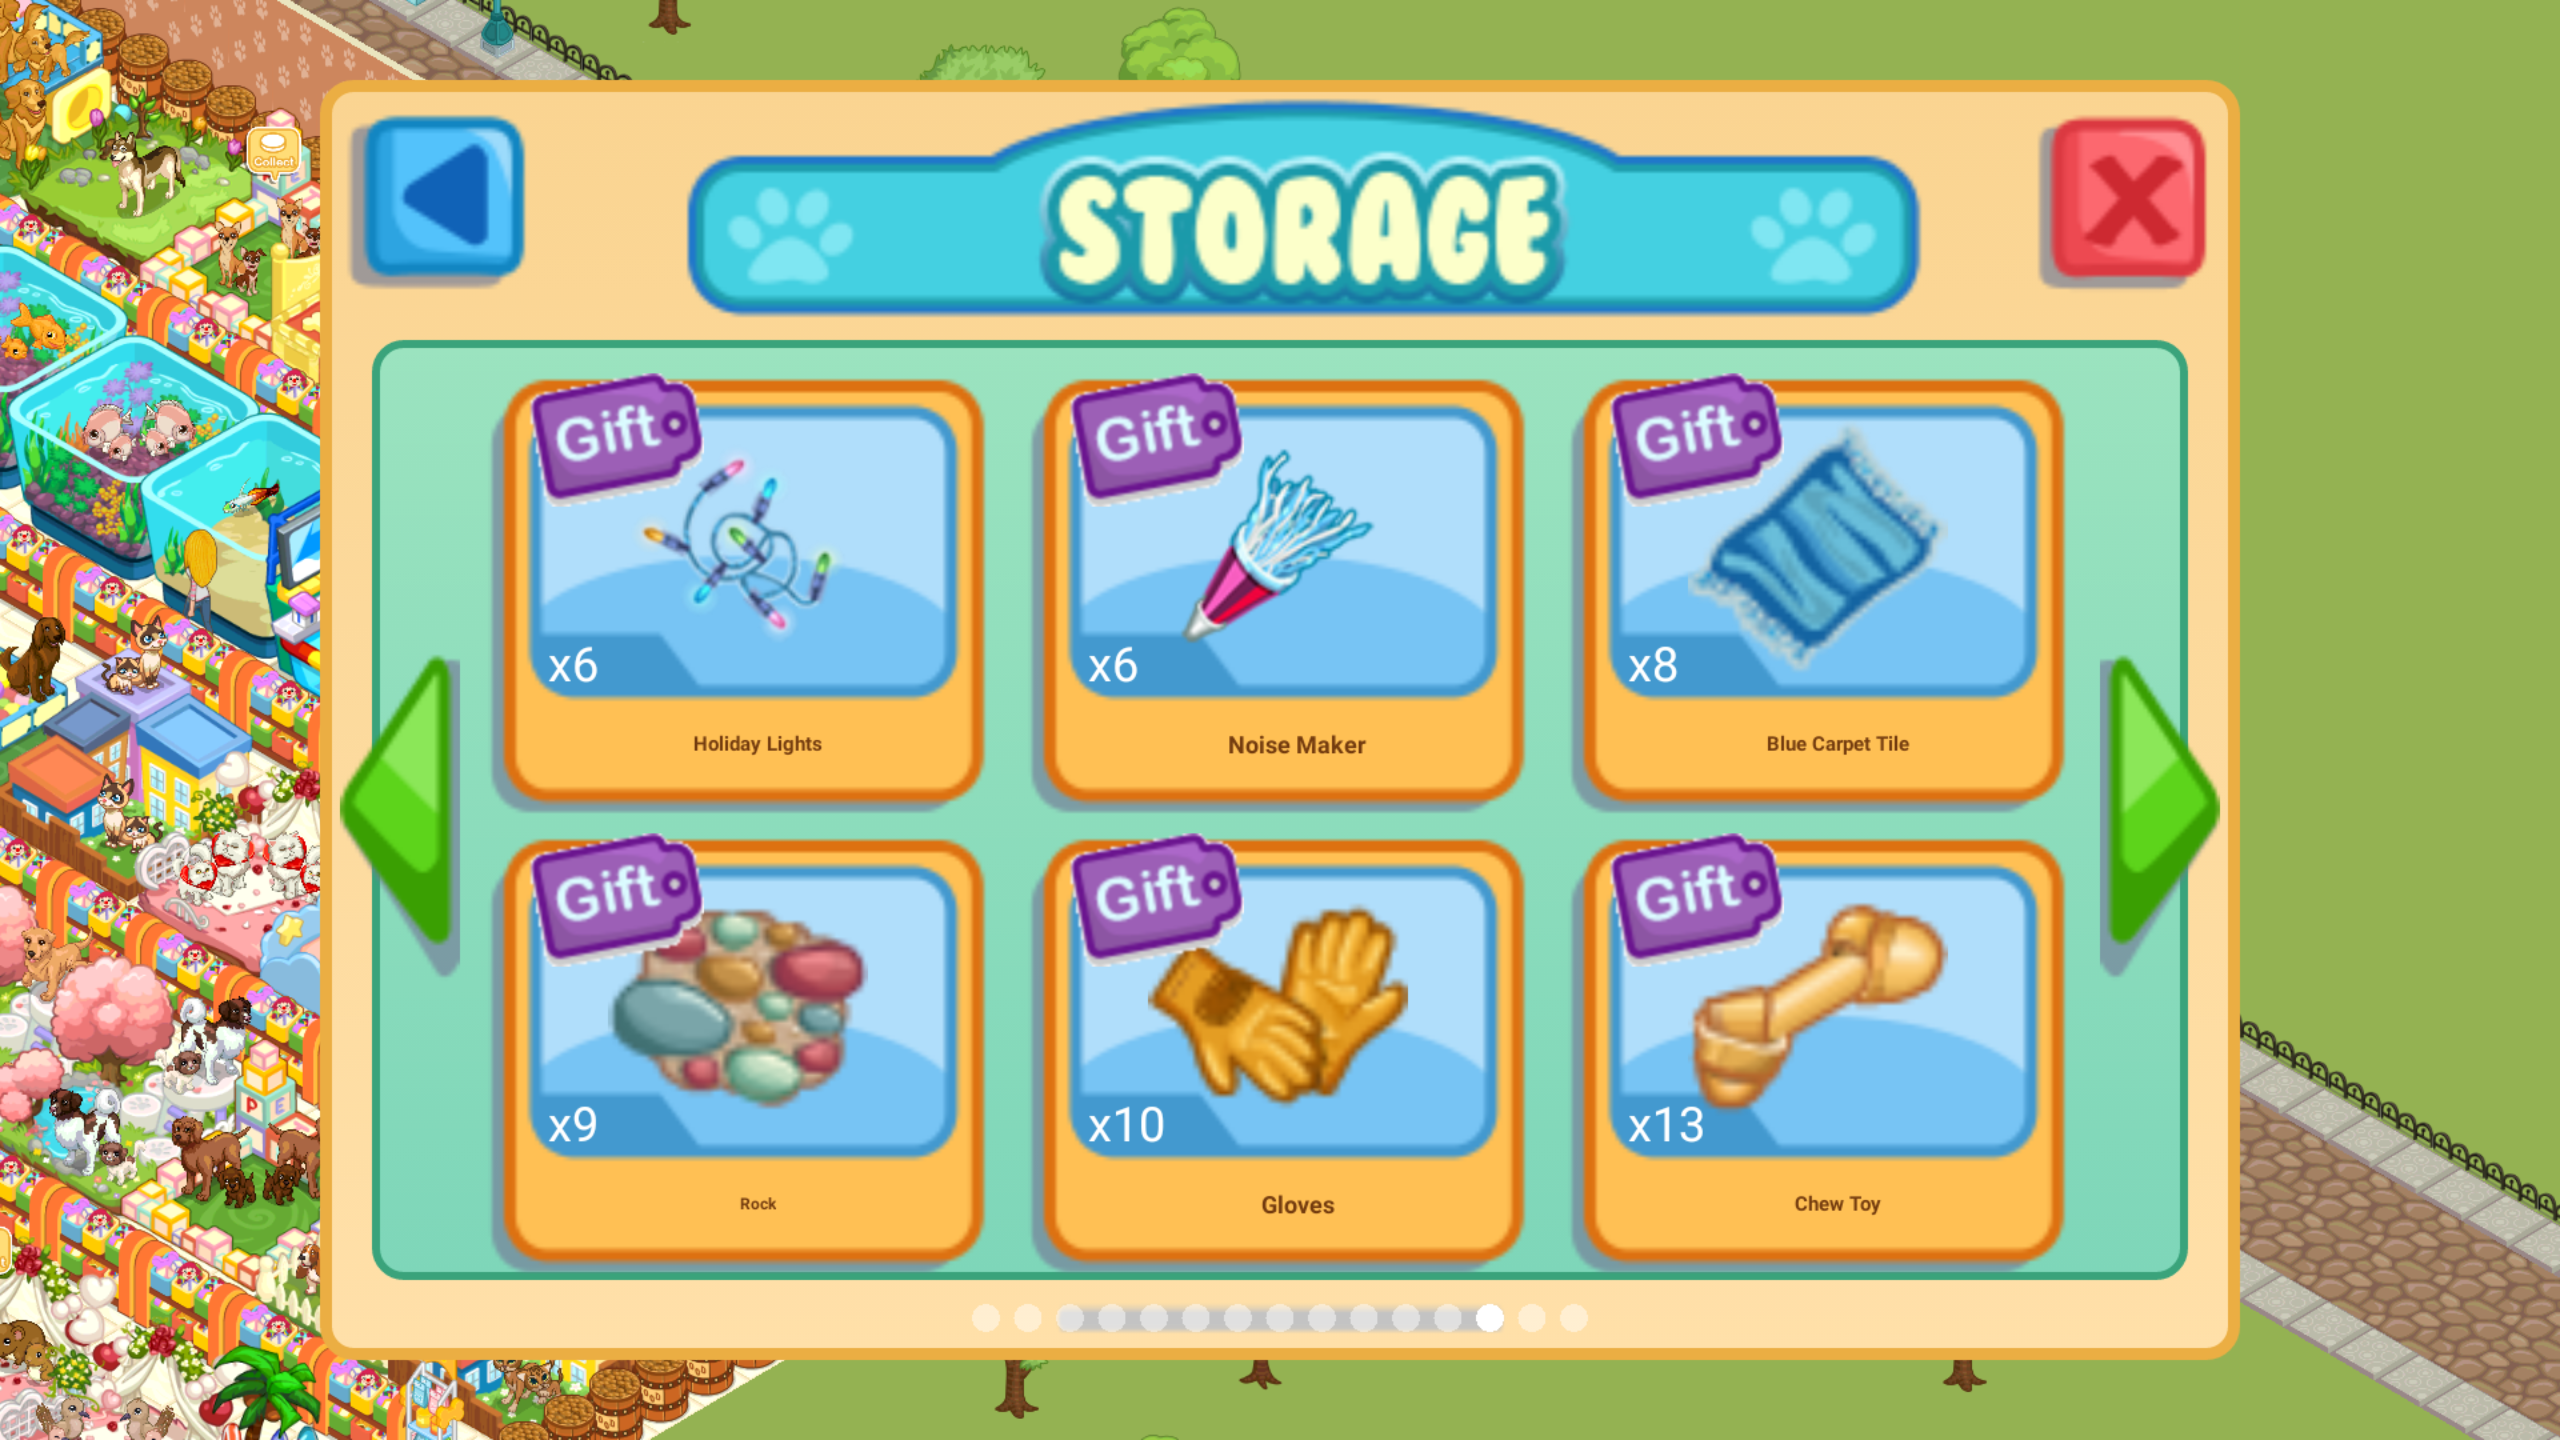 Collect
STORAGE
Gift
x6
Holiday Lights
Gift
x6
Noise Maker
Gift
x8
Blue Carpet Tile
Gift
x9
Rock
Gift
x10
Gloves
Gift
x13
Chew Toy
P E